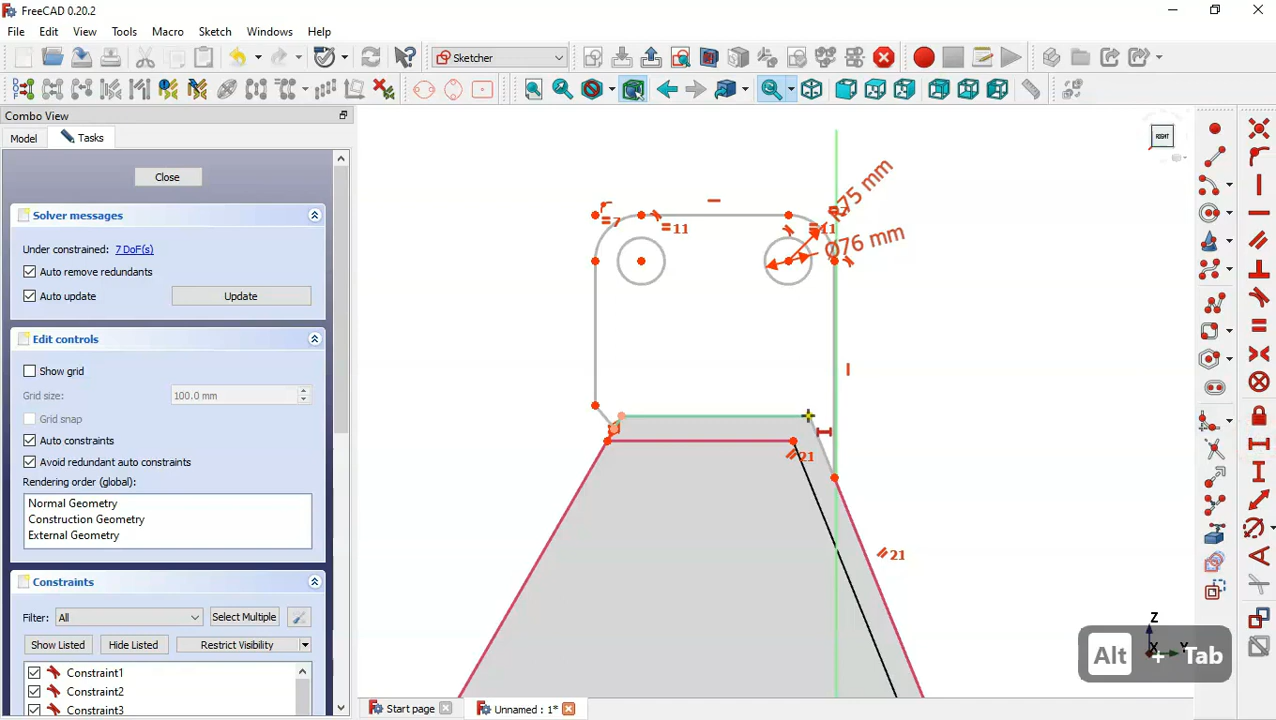 FreeCAD 0.20.2
File Edit View Tools Macro Sketch Windows Help
Sketcher
Combo View
Model Tasks
Close
Solver messages
Under constrained: 7 DoF(s)
Auto remove redundants
Auto update Update
Edit controls
Show grid
Grid size: 100.0 mm
Grid snap
Auto constraints
Avoid redundant auto constraints
Rendering order (global):
Normal Geometry
Construction Geometry
External Geometry
Constraints
Filter: All Select Multiple
Show Listed Hide Listed Restrict Visibility
Constraint1
Constraint2
Constraint3
RIGHT
R75 mm
Ø76 mm
=7
=11
=11
21
21
Z
X Y
Alt + Tab
Start page Unnamed : 1*